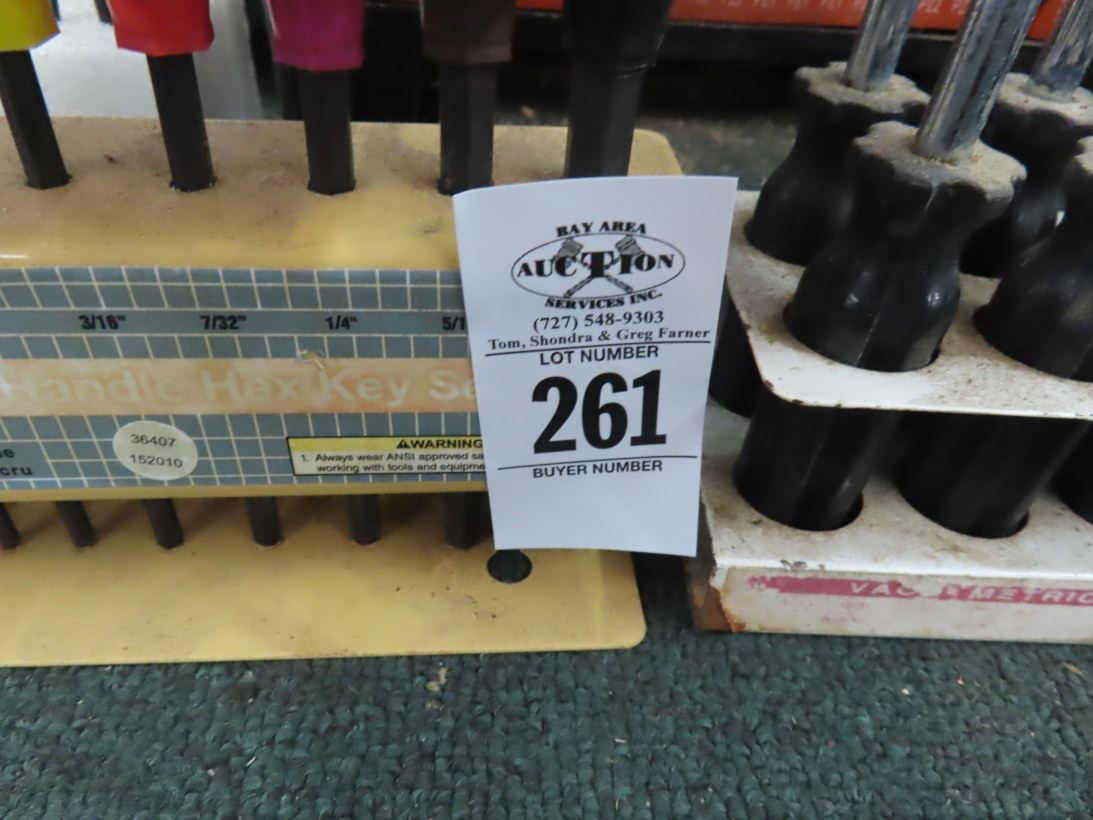 3/16" 7/32" 1/4" 5/1
Handle Hex Key Se
36407
152010
cru
WARNING
1. Always wear ANSI approved sa
working with tools and equipme
BAY AREA
AUCTION
SERVICES INC.
(727) 548-9303
Tom, Shondra & Greg Farner
LOT NUMBER
261
BUYER NUMBER
METRIC